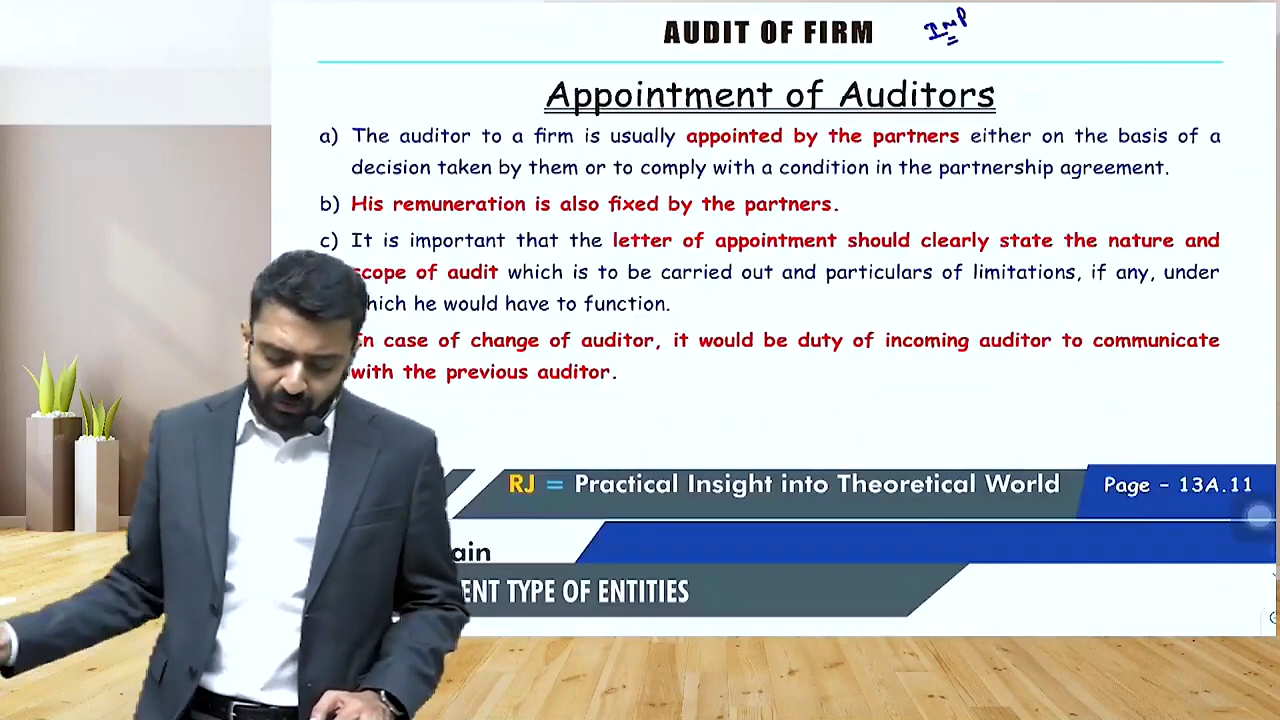 AUDIT OF FIRM Imp
Appointment of Auditors
a) The auditor to a firm is usually appointed by the partners either on the basis of a
decision taken by them or to comply with a condition in the partnership agreement.
b) His remuneration is also fixed by the partners.
c) It is important that the letter of appointment should clearly state the nature and
scope of audit which is to be carried out and particulars of limitations, if any, under
which he would have to function.
In case of change of auditor, it would be duty of incoming auditor to communicate
with the previous auditor.
RJ = Practical Insight into Theoretical World Page – 13A.11
ain
ENT TYPE OF ENTITIES